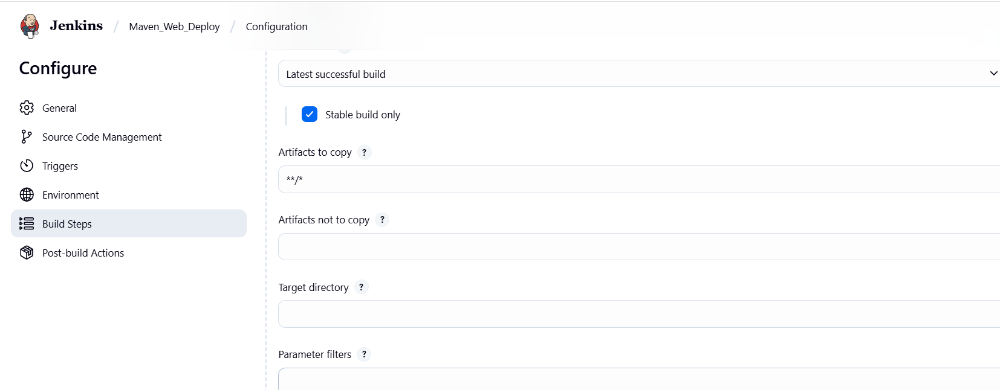 Jenkins / Maven_Web_Deploy / Configuration
Configure
General
Source Code Management
Triggers
Environment
Build Steps
Post-build Actions
Latest successful build
Stable build only
Artifacts to copy ?
**/*
Artifacts not to copy ?
Target directory ?
Parameter filters ?